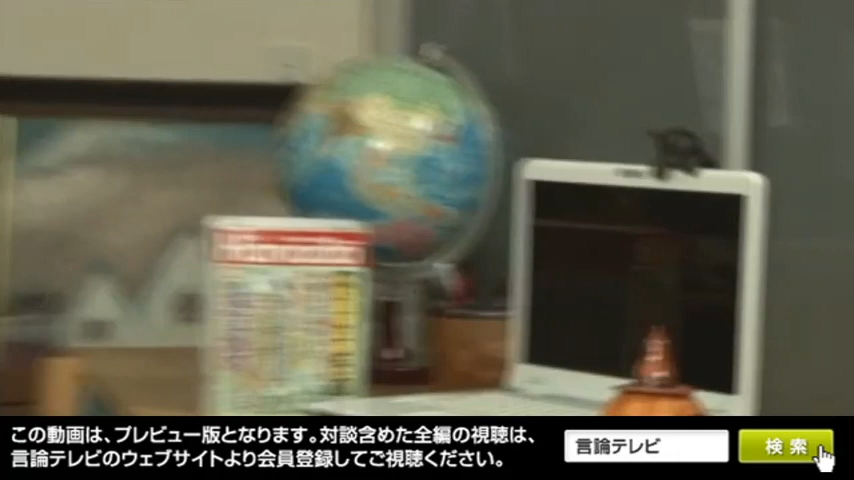 この動画は、プレビュー版となります。対談含めた全編の視聴は、
言論テレビのウェブサイトより会員登録してご視聴ください。
言論テレビ
検索